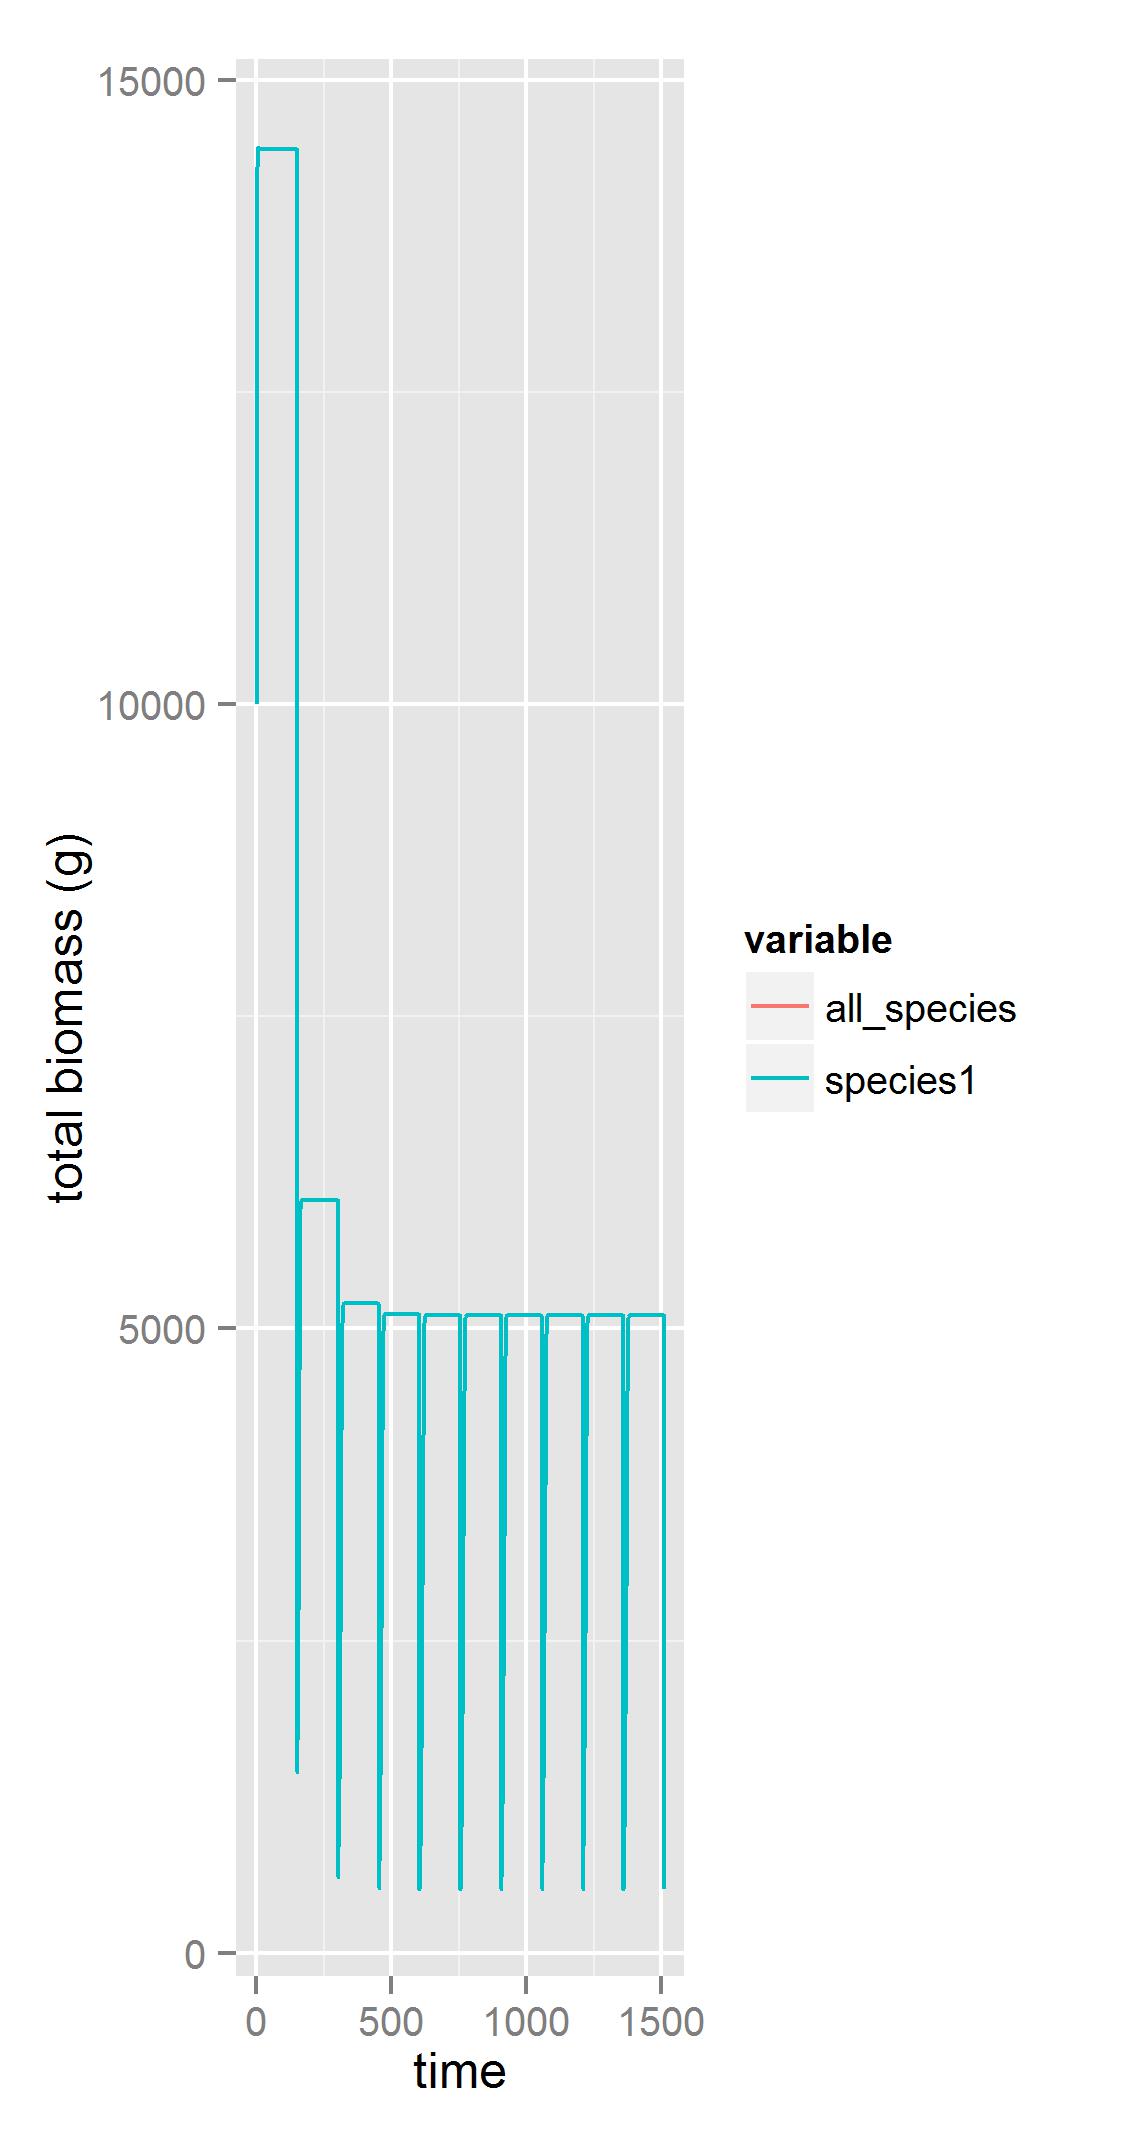 15000
10000
5000
0
total biomass (g)
0 500 1000 1500
time
variable
all_species
species1